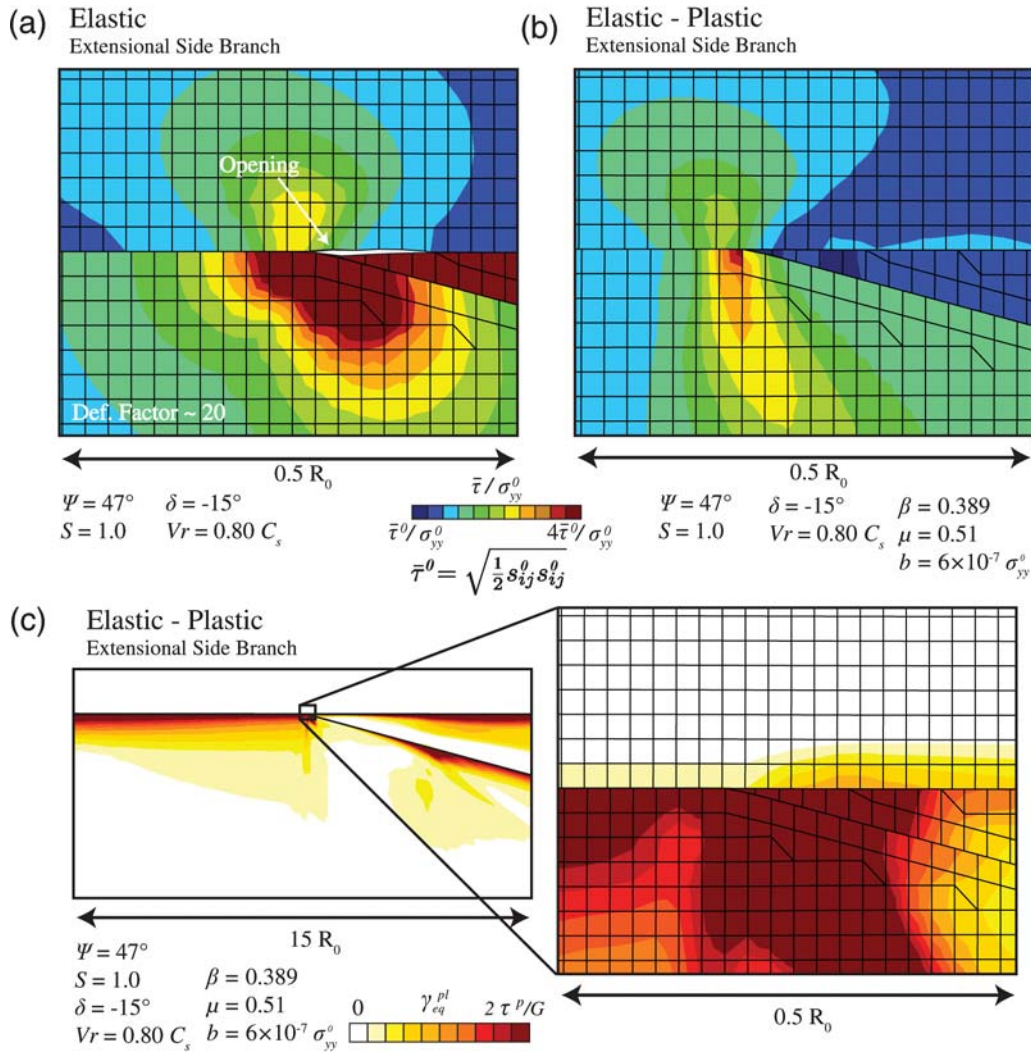 (a) Elastic
Extensional Side Branch
Opening
Def. Factor ~ 20
0.5 R₀
Ψ = 47° δ = -15°
S = 1.0 Vr = 0.80 Cₛ
(b) Elastic - Plastic
Extensional Side Branch
0.5 R₀
Ψ = 47° δ = -15° β = 0.389
S = 1.0 Vr = 0.80 Cₛ μ = 0.51
b = 6×10⁻⁷ σ⁰yy
τ̄ / σ⁰yy
τ̄⁰/ σ⁰yy 4τ̄⁰/ σ⁰yy
τ̄⁰ = √(½ s⁰ij s⁰ij)
(c) Elastic - Plastic
Extensional Side Branch
15 R₀
Ψ = 47°
S = 1.0 β = 0.389
δ = -15° μ = 0.51
Vr = 0.80 Cₛ b = 6×10⁻⁷ σ⁰yy
0 γeq^pl 2 τ^p/G
0.5 R₀